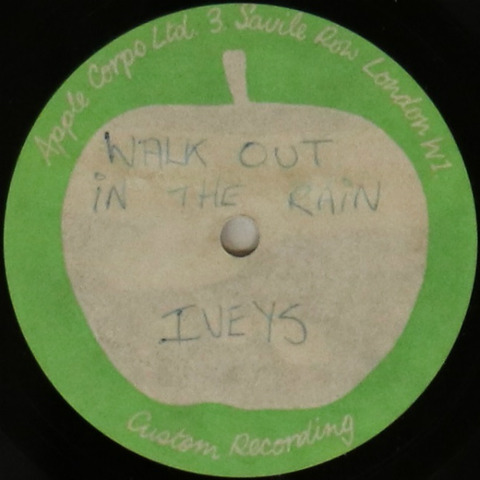 Apple Corps Ltd. 3 Savile Row London W1.
WALK OUT
IN THE RAIN
IVEYS
Custom Recording